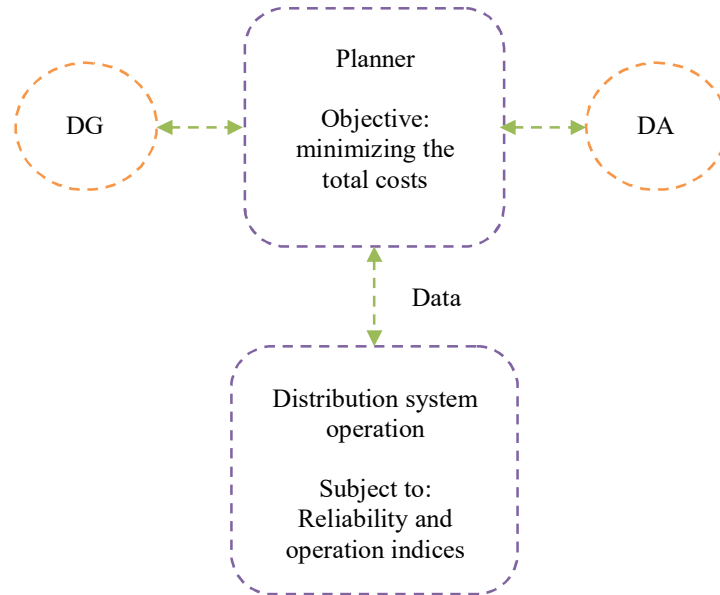 Planner
DG
Objective:
minimizing the
total costs
DA
Data
Distribution system
operation
Subject to:
Reliability and
operation indices